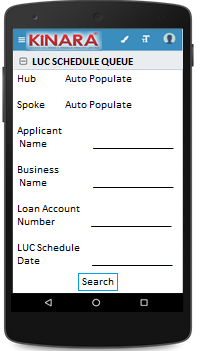 KINARA
LUC SCHEDULE QUEUE
Hub Auto Populate
Spoke Auto Populate
Applicant
Name
Business
Name
Loan Account
Number
LUC Schedule
Date
Search